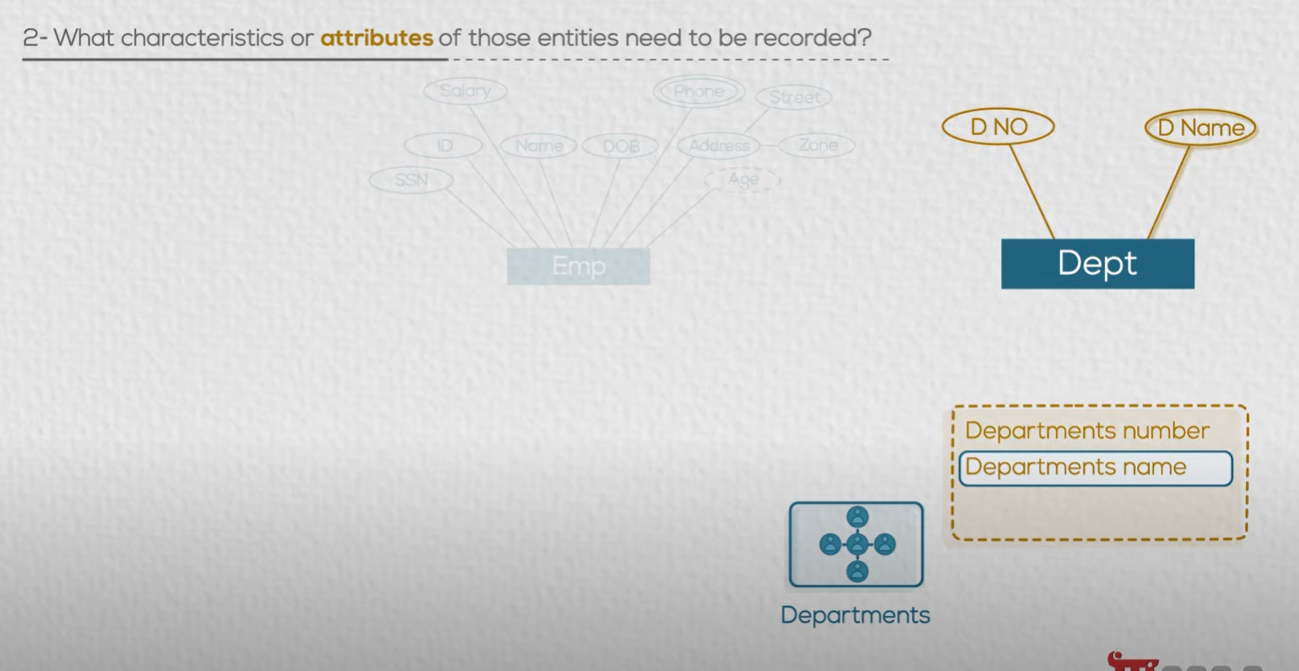 2- What characteristics or attributes of those entities need to be recorded?
Salary
Phone
Street
ID
Name
DOB
Address
Zone
SSN
Age
Emp
D NO
D Name
Dept
Departments number
Departments name
Departments